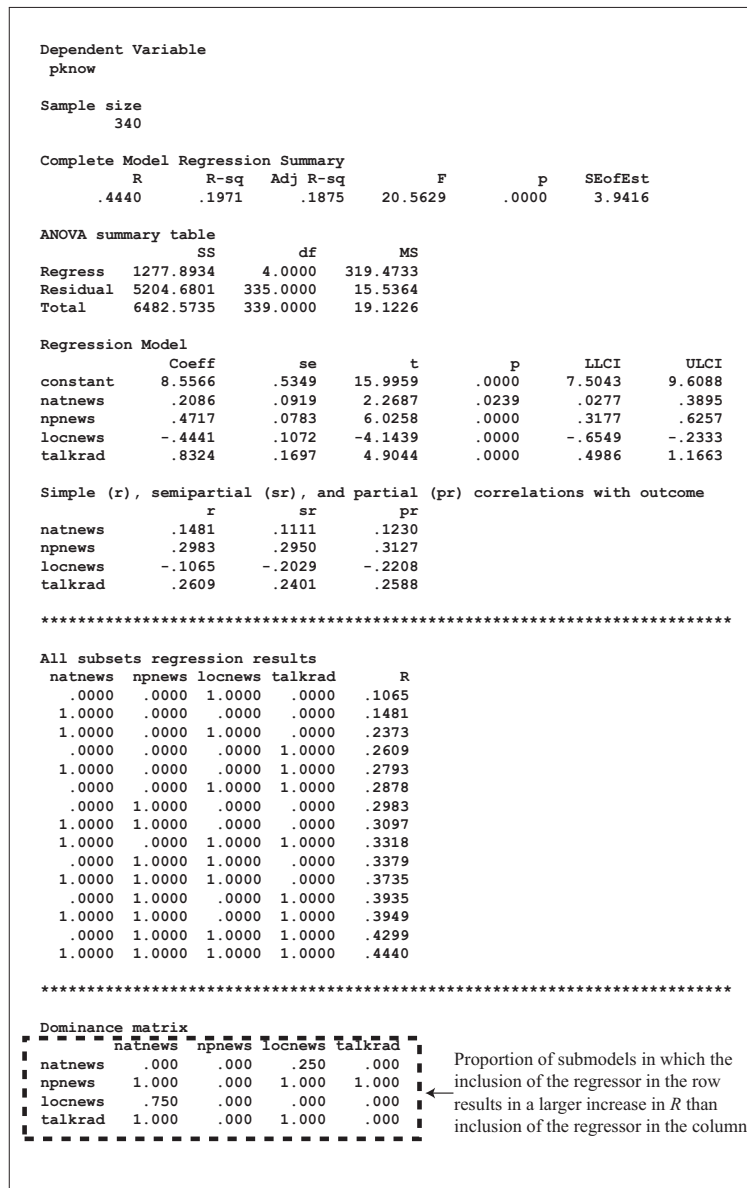 Dependent Variable
pknow
Sample size
340
Complete Model Regression Summary
R R-sq Adj R-sq F p SEofEst
.4440 .1971 .1875 20.5629 .0000 3.9416
ANOVA summary table
SS df MS
Regress 1277.8934 4.0000 319.4733
Residual 5204.6801 335.0000 15.5364
Total 6482.5735 339.0000 19.1226
Regression Model
Coeff se t p LLCI ULCI
constant 8.5566 .5349 15.9959 .0000 7.5043 9.6088
natnews .2086 .0919 2.2687 .0239 .0277 .3895
npnews .4717 .0783 6.0258 .0000 .3177 .6257
locnews -.4441 .1072 -4.1439 .0000 -.6549 -.2333
talkrad .8324 .1697 4.9044 .0000 .4986 1.1663
Simple (r), semipartial (sr), and partial (pr) correlations with outcome
r sr pr
natnews .1481 .1111 .1230
npnews .2983 .2950 .3127
locnews -.1065 -.2029 -.2208
talkrad .2609 .2401 .2588
***************************************************************************
All subsets regression results
natnews npnews locnews talkrad R
.0000 .0000 1.0000 .0000 .1065
1.0000 .0000 .0000 .0000 .1481
1.0000 .0000 1.0000 .0000 .2373
.0000 .0000 .0000 1.0000 .2609
1.0000 .0000 .0000 1.0000 .2793
.0000 .0000 1.0000 1.0000 .2878
.0000 1.0000 .0000 .0000 .2983
1.0000 1.0000 .0000 .0000 .3097
1.0000 .0000 1.0000 1.0000 .3318
.0000 1.0000 1.0000 .0000 .3379
1.0000 1.0000 1.0000 .0000 .3735
.0000 1.0000 .0000 1.0000 .3935
1.0000 1.0000 .0000 1.0000 .3949
.0000 1.0000 1.0000 1.0000 .4299
1.0000 1.0000 1.0000 1.0000 .4440
***************************************************************************
Dominance matrix
natnews npnews locnews talkrad
natnews .000 .000 .250 .000
npnews 1.000 .000 1.000 1.000
locnews .750 .000 .000 .000
talkrad 1.000 .000 1.000 .000
Proportion of submodels in which the
inclusion of the regressor in the row
results in a larger increase in R than
inclusion of the regressor in the column